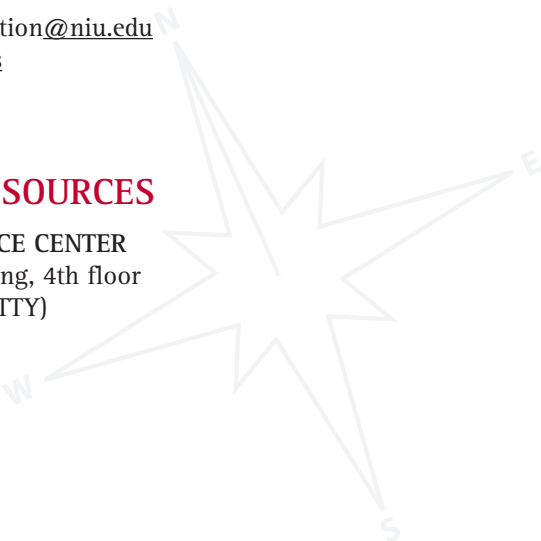 tion@niu.edu
s
SOURCES
CE CENTER
ng, 4th floor
TTY)
N
E
W
S